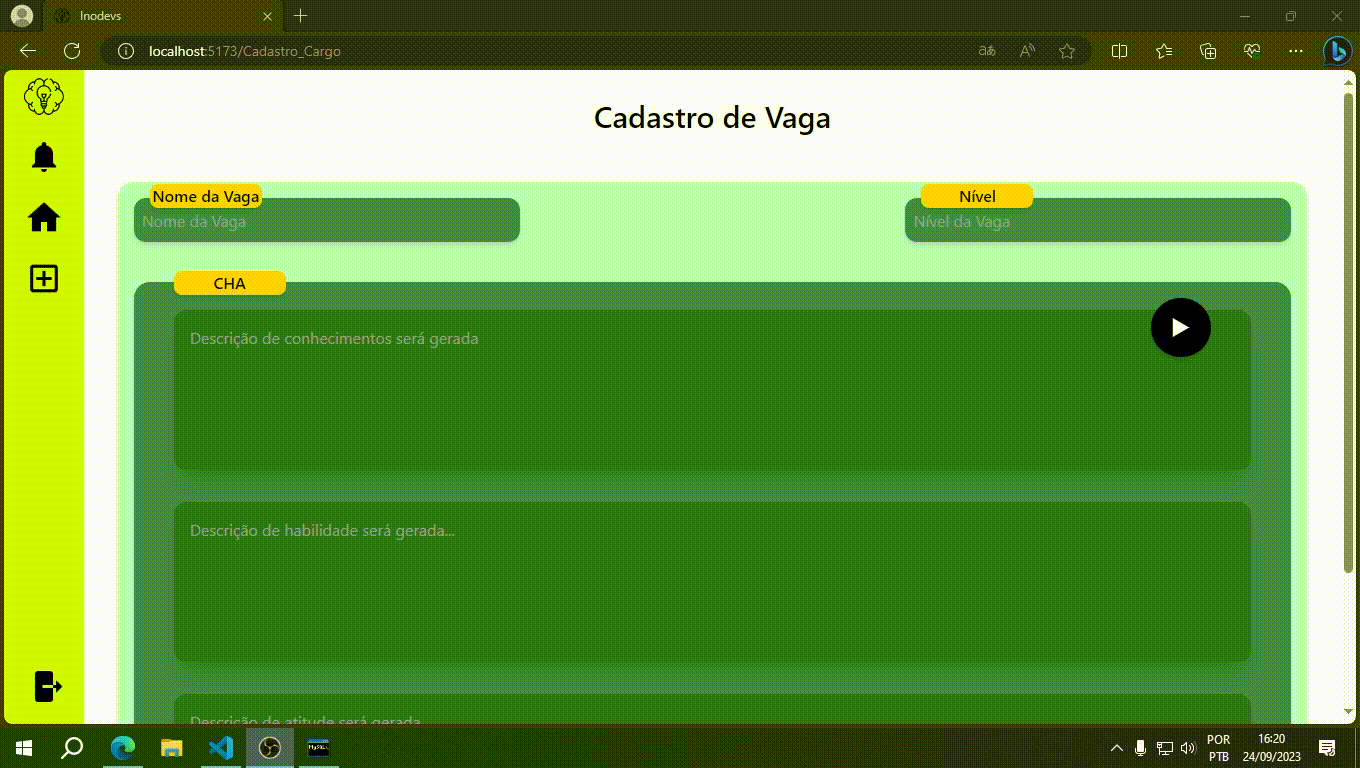 Inodevs
localhost:5173/Cadastro_Cargo
Cadastro de Vaga
Nome da Vaga
Nível
Nome da Vaga
Nível da Vaga
CHA
Descrição de conhecimentos será gerada
Descrição de habilidade será gerada...
Descrição de atitude será gerada
POR
PTB
16:20
24/09/2023